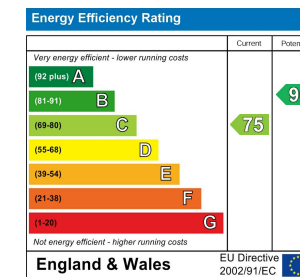 Energy Efficiency Rating
Current
Very energy efficient - lower running costs
(92 plus) A
(81-91) B
(69-80) C
75
(55-68) D
(39-54) E
(21-38) F
(1-20) G
Not energy efficient - higher running costs
England & Wales
EU Directive
2002/91/EC